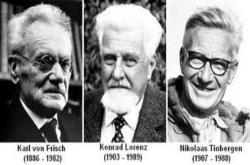 Karl von Frisch
(1886 - 1982)
Konrad Lorenz
(1903 - 1989)
Nikolaas Tinbergen
(1907 - 1988)